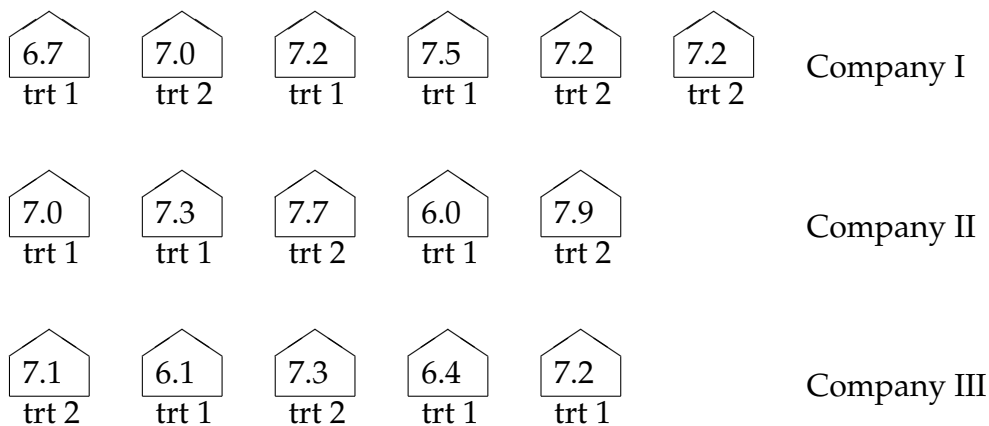 6.7 7.0 7.2 7.5 7.2 7.2 Company I
trt 1 trt 2 trt 1 trt 1 trt 2 trt 2
7.0 7.3 7.7 6.0 7.9 Company II
trt 1 trt 1 trt 2 trt 1 trt 2
7.1 6.1 7.3 6.4 7.2 Company III
trt 2 trt 1 trt 2 trt 1 trt 1